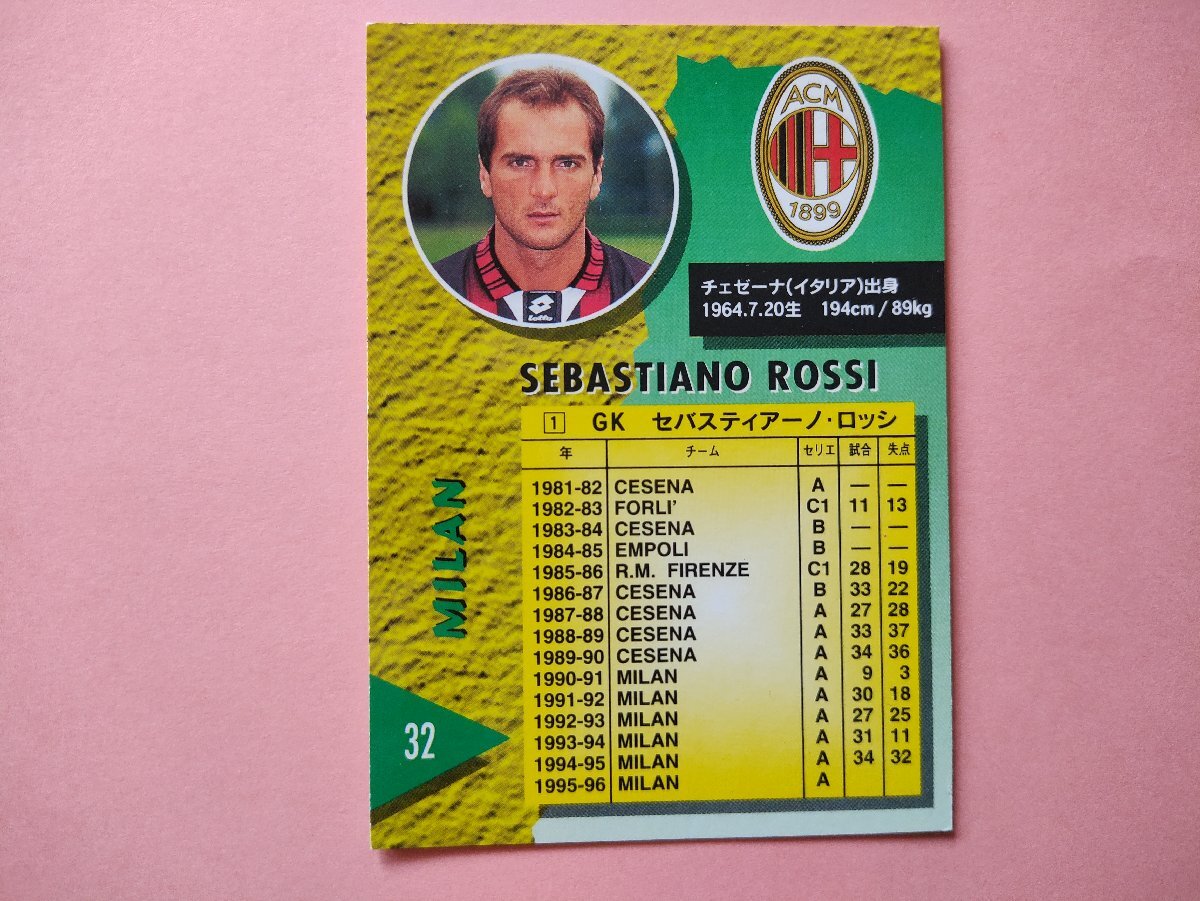 ACM
1899
lotto
チェゼーナ(イタリア)出身
1964.7.20生 194cm / 89kg
SEBASTIANO ROSSI
1 GK セバスティアーノ・ロッシ
年 チーム セリエ 試合 失点
1981-82 CESENA A — —
1982-83 FORLI' C1 11 13
1983-84 CESENA B — —
1984-85 EMPOLI B — —
1985-86 R.M. FIRENZE C1 28 19
1986-87 CESENA B 33 22
1987-88 CESENA A 27 28
1988-89 CESENA A 33 37
1989-90 CESENA A 34 36
1990-91 MILAN A 9 3
1991-92 MILAN A 30 18
1992-93 MILAN A 27 25
1993-94 MILAN A 31 11
1994-95 MILAN A 34 32
1995-96 MILAN A
MILAN
32